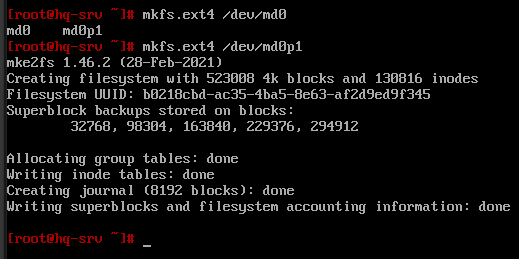 [root@hq-srv ~]# mkfs.ext4 /dev/md0
md0    md0p1
[root@hq-srv ~]# mkfs.ext4 /dev/md0p1
mke2fs 1.46.2 (28-Feb-2021)
Creating filesystem with 523008 4k blocks and 130816 inodes
Filesystem UUID: b0218cbd-ac35-4ba5-8e63-af2d9ed9f345
Superblock backups stored on blocks:
        32768, 98304, 163840, 229376, 294912
Allocating group tables: done
Writing inode tables: done
Creating journal (8192 blocks): done
Writing superblocks and filesystem accounting information: done
[root@hq-srv ~]# _